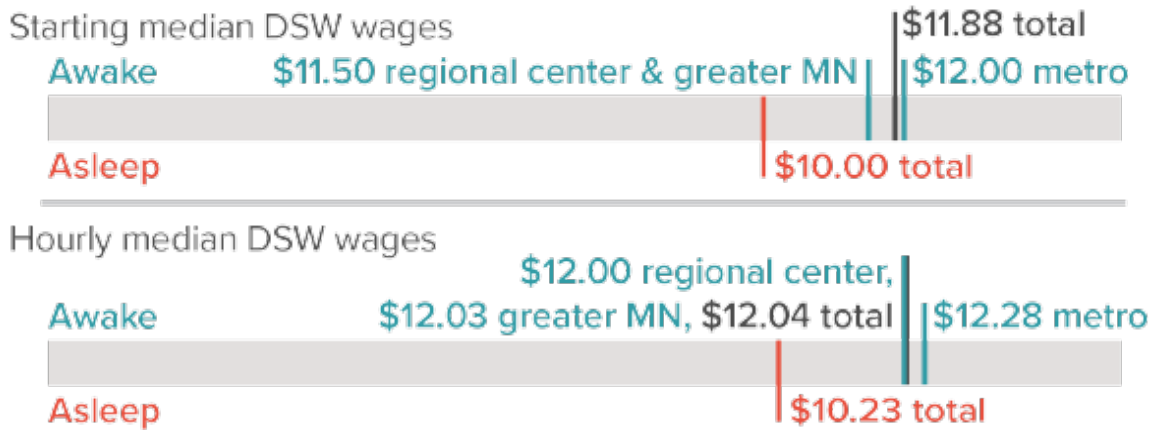 Starting median DSW wages
$11.88 total
Awake
$11.50 regional center & greater MN
$12.00 metro
Asleep
$10.00 total
Hourly median DSW wages
$12.00 regional center,
Awake
$12.03 greater MN, $12.04 total
$12.28 metro
Asleep
$10.23 total